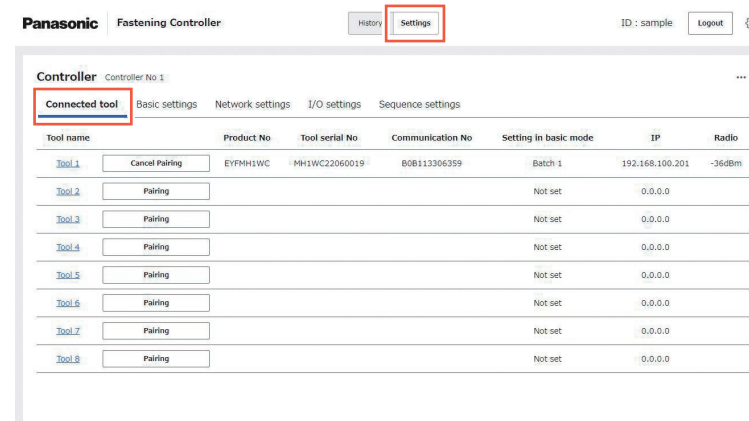 Panasonic Fastening Controller History Settings ID : sample Logout
Controller Controller No 1 ...
Connected tool Basic settings Network settings I/O settings Sequence settings
Tool name Product No Tool serial No Communication No Setting in basic mode IP Radio
Tool 1 Cancel Pairing EYFMH1WC MH1WC22060019 B0B113306359 Batch 1 192.168.100.201 -36dBm
Tool 2 Pairing Not set 0.0.0.0
Tool 3 Pairing Not set 0.0.0.0
Tool 4 Pairing Not set 0.0.0.0
Tool 5 Pairing Not set 0.0.0.0
Tool 6 Pairing Not set 0.0.0.0
Tool 7 Pairing Not set 0.0.0.0
Tool 8 Pairing Not set 0.0.0.0